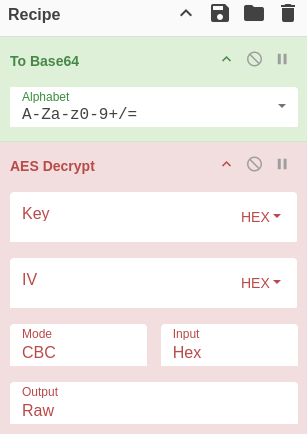 Recipe
To Base64
Alphabet
A-Za-z0-9+/=
AES Decrypt
Key HEX
IV HEX
Mode Input
CBC Hex
Output
Raw